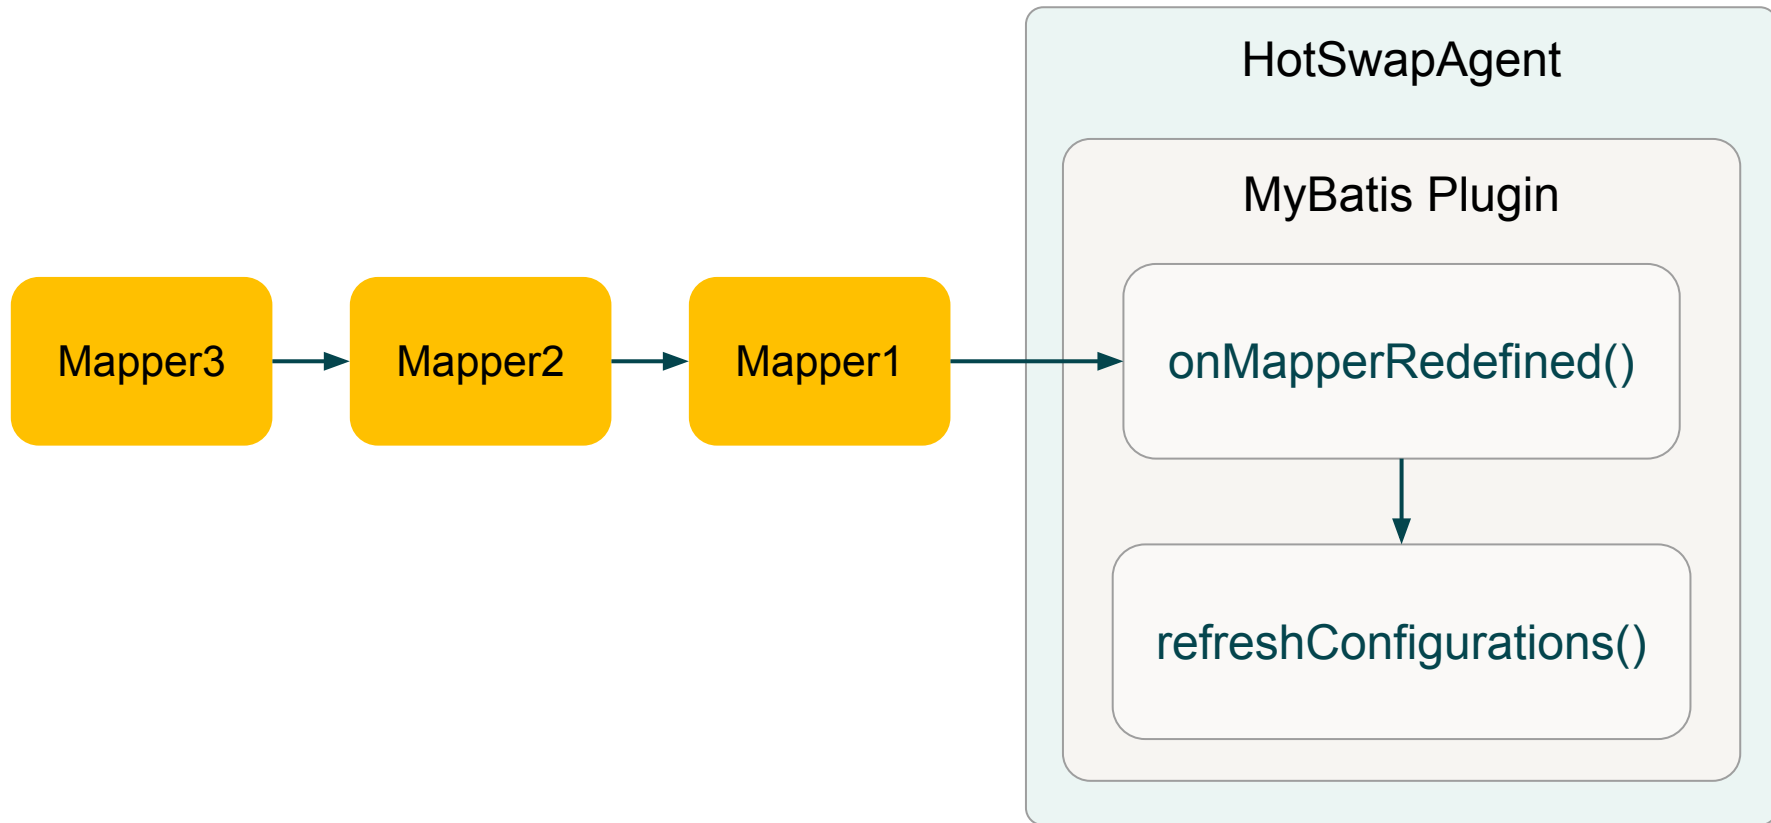 HotSwapAgent
MyBatis Plugin
Mapper3
Mapper2
Mapper1
onMapperRedefined()
refreshConfigurations()